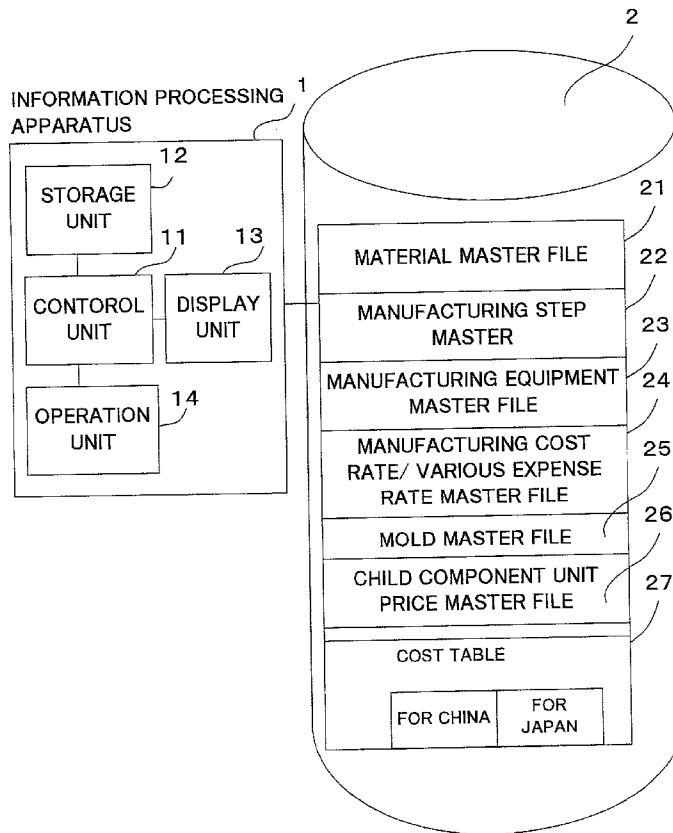 2
INFORMATION PROCESSING
APPARATUS
1
12
STORAGE
UNIT
11
13
CONTOROL
UNIT
DISPLAY
UNIT
OPERATION
UNIT
14
21
MATERIAL MASTER FILE
22
MANUFACTURING STEP
MASTER
23
MANUFACTURING EQUIPMENT
MASTER FILE
24
MANUFACTURING COST
RATE/ VARIOUS EXPENSE
RATE MASTER FILE
25
MOLD MASTER FILE
26
CHILD COMPONENT UNIT
PRICE MASTER FILE
27
COST TABLE
FOR CHINA
FOR
JAPAN